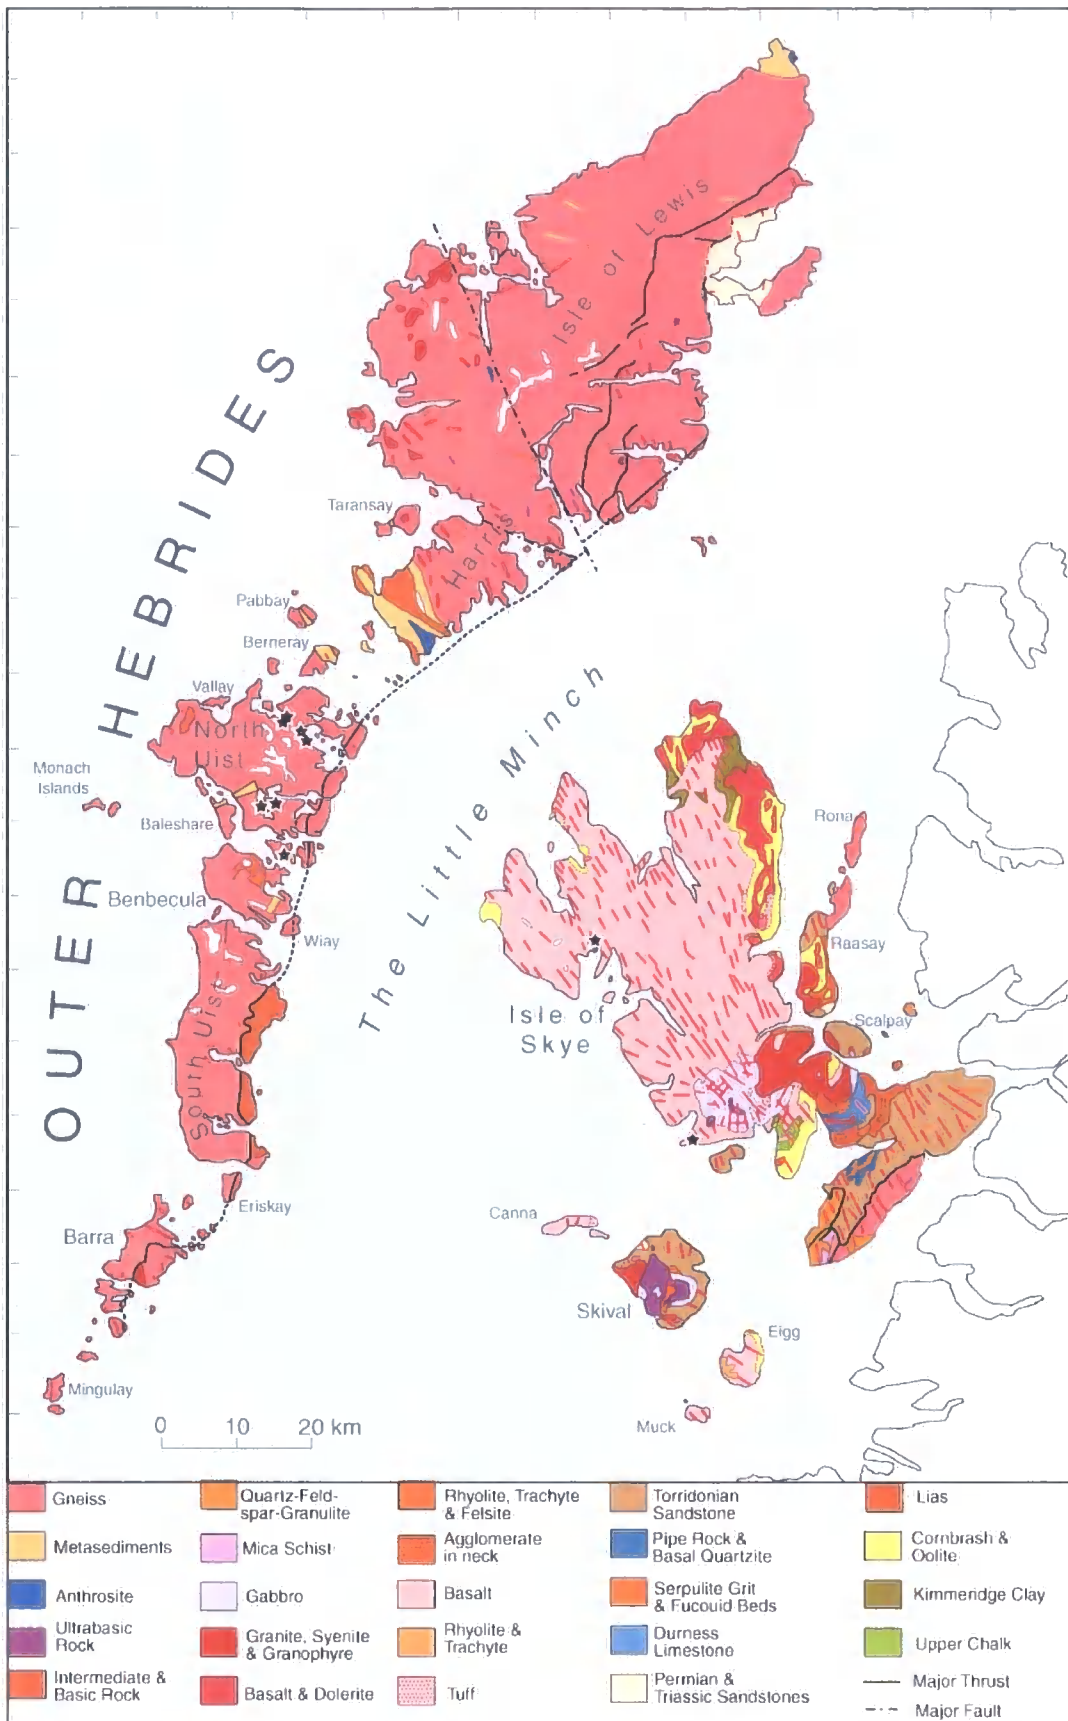 OUTER HEBRIDES
Isle of Lewis
Taransay
Harris
Pabbay
Berneray
Vallay
North
Uist
Monach
Islands
Baleshare
Benbecula
Wiay
South Uist
Eriskay
Barra
Mingulay
The Little Minch
Rona
Raasay
Scalpay
Isle of
Skye
Canna
Skival
Eigg
Muck
0 10 20 km
Gneiss
Metasediments
Anthrosite
Ultrabasic
Rock
Intermediate &
Basic Rock
Quartz-Feld-
spar-Granulite
Mica Schist
Gabbro
Granite, Syenite
& Granophyre
Basalt & Dolerite
Rhyolite, Trachyte
& Felsite
Agglomerate
in neck
Basalt
Rhyolite &
Trachyte
Tuff
Torridonian
Sandstone
Pipe Rock &
Basal Quartzite
Serpulite Grit
& Fucouid Beds
Durness
Limestone
Permian &
Triassic Sandstones
Lias
Cornbrash &
Oolite
Kimmeridge Clay
Upper Chalk
Major Thrust
Major Fault